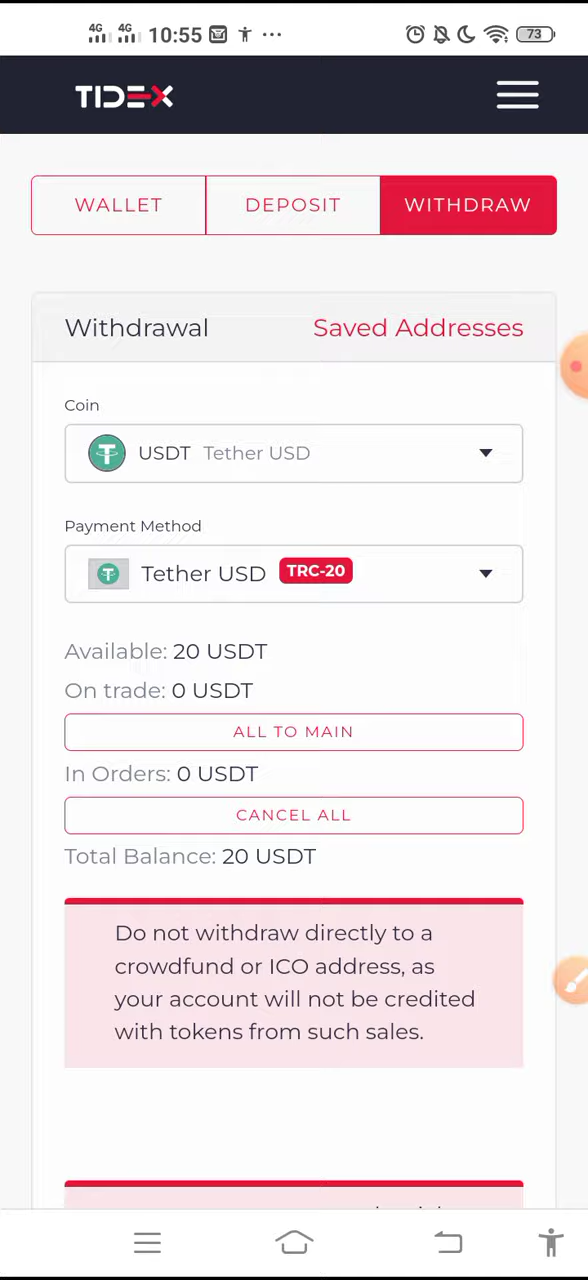 4G 4G 10:55 73
TIDEX
WALLET DEPOSIT WITHDRAW
Withdrawal Saved Addresses
Coin
USDT Tether USD
Payment Method
Tether USD TRC-20
Available: 20 USDT
On trade: 0 USDT
ALL TO MAIN
In Orders: 0 USDT
CANCEL ALL
Total Balance: 20 USDT
Do not withdraw directly to a
crowdfund or ICO address, as
your account will not be credited
with tokens from such sales.